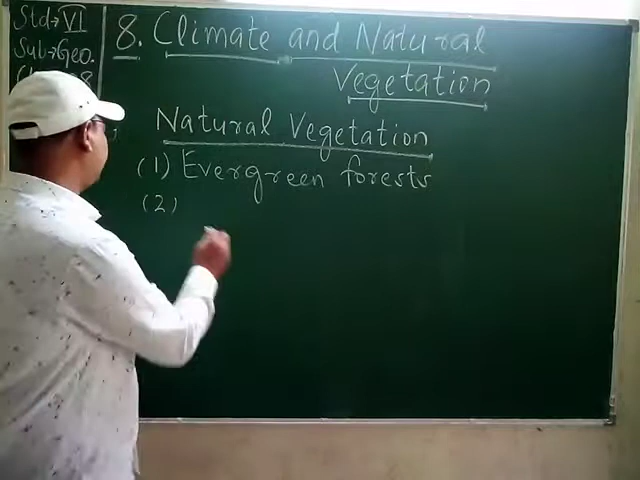 Std→VI
Sub→Geo.
8. Climate and Natural
Vegetation
Natural Vegetation
(1) Evergreen forests
(2)